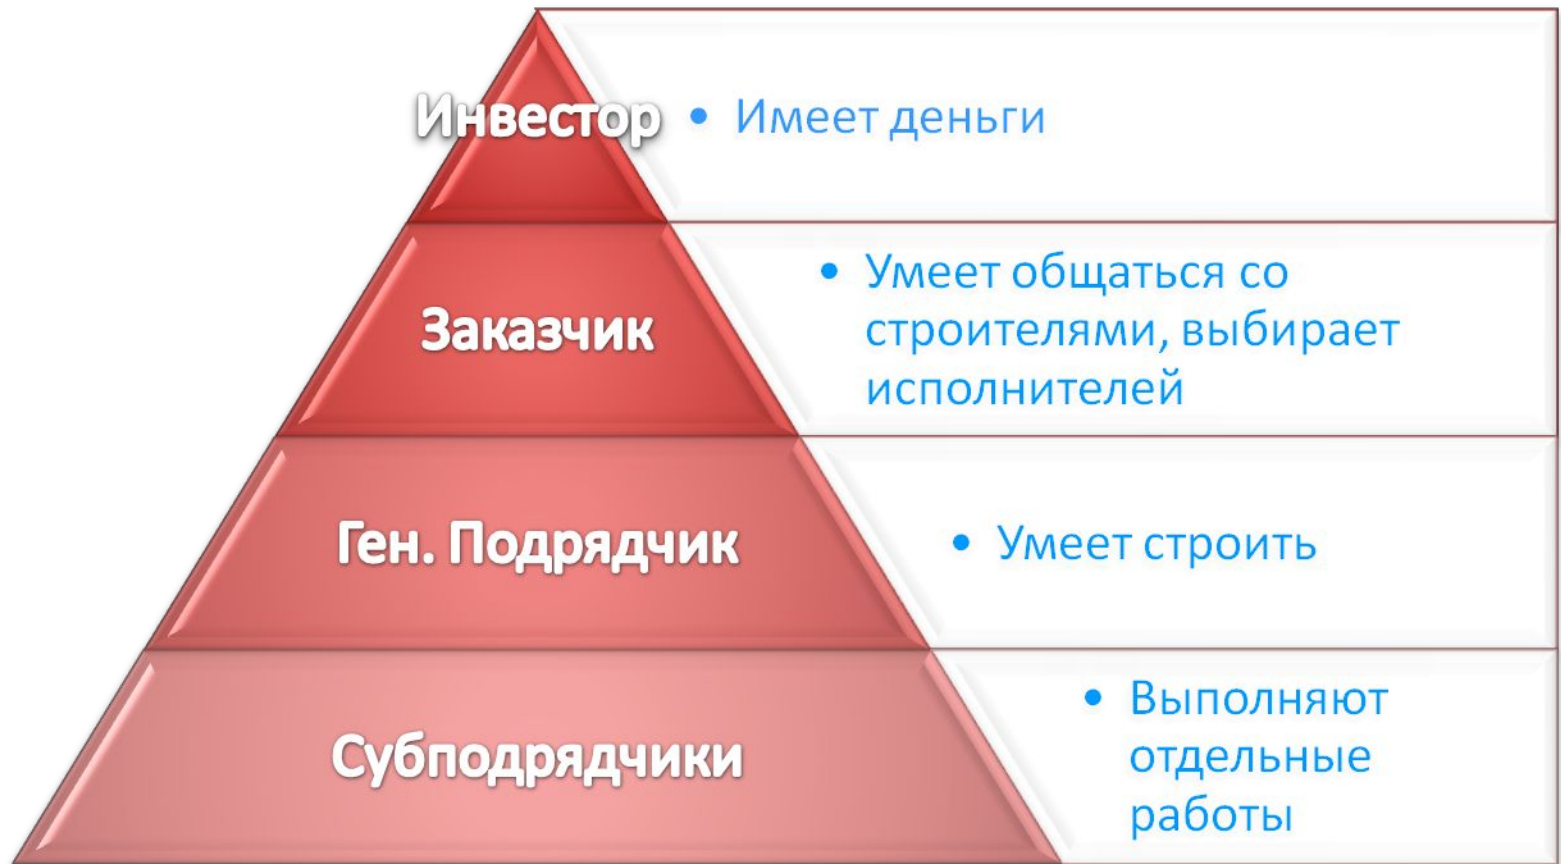 Инвестор
• Имеет деньги
Заказчик
• Умеет общаться со
строителями, выбирает
исполнителей
Ген. Подрядчик
• Умеет строить
Субподрядчики
• Выполняют
отдельные
работы